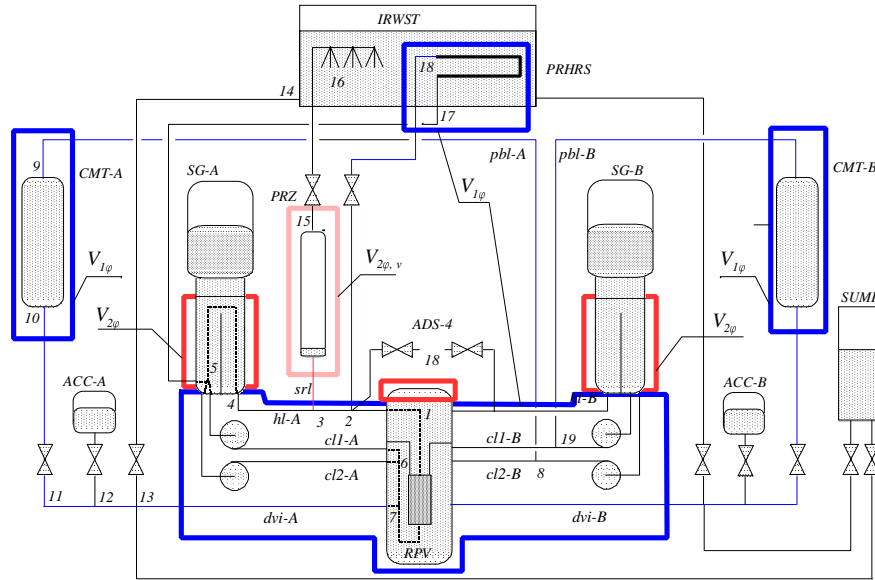 IRWST
18
16
PRHRS
14
17
9
CMT-A
SG-A
PRZ
15
pbl-A
pbl-B
SG-B
CMT-B
V1φ
V1φ
V2φ, v
V1φ
10
V2φ
SUMP
ADS-4
V2φ
18
5
ACC-A
srl
ACC-B
4
hl-A
3
2
1
hl-B
cl1-A
cl1-B
19
6
cl2-A
cl2-B
8
11
12
13
7
dvi-A
dvi-B
RPV